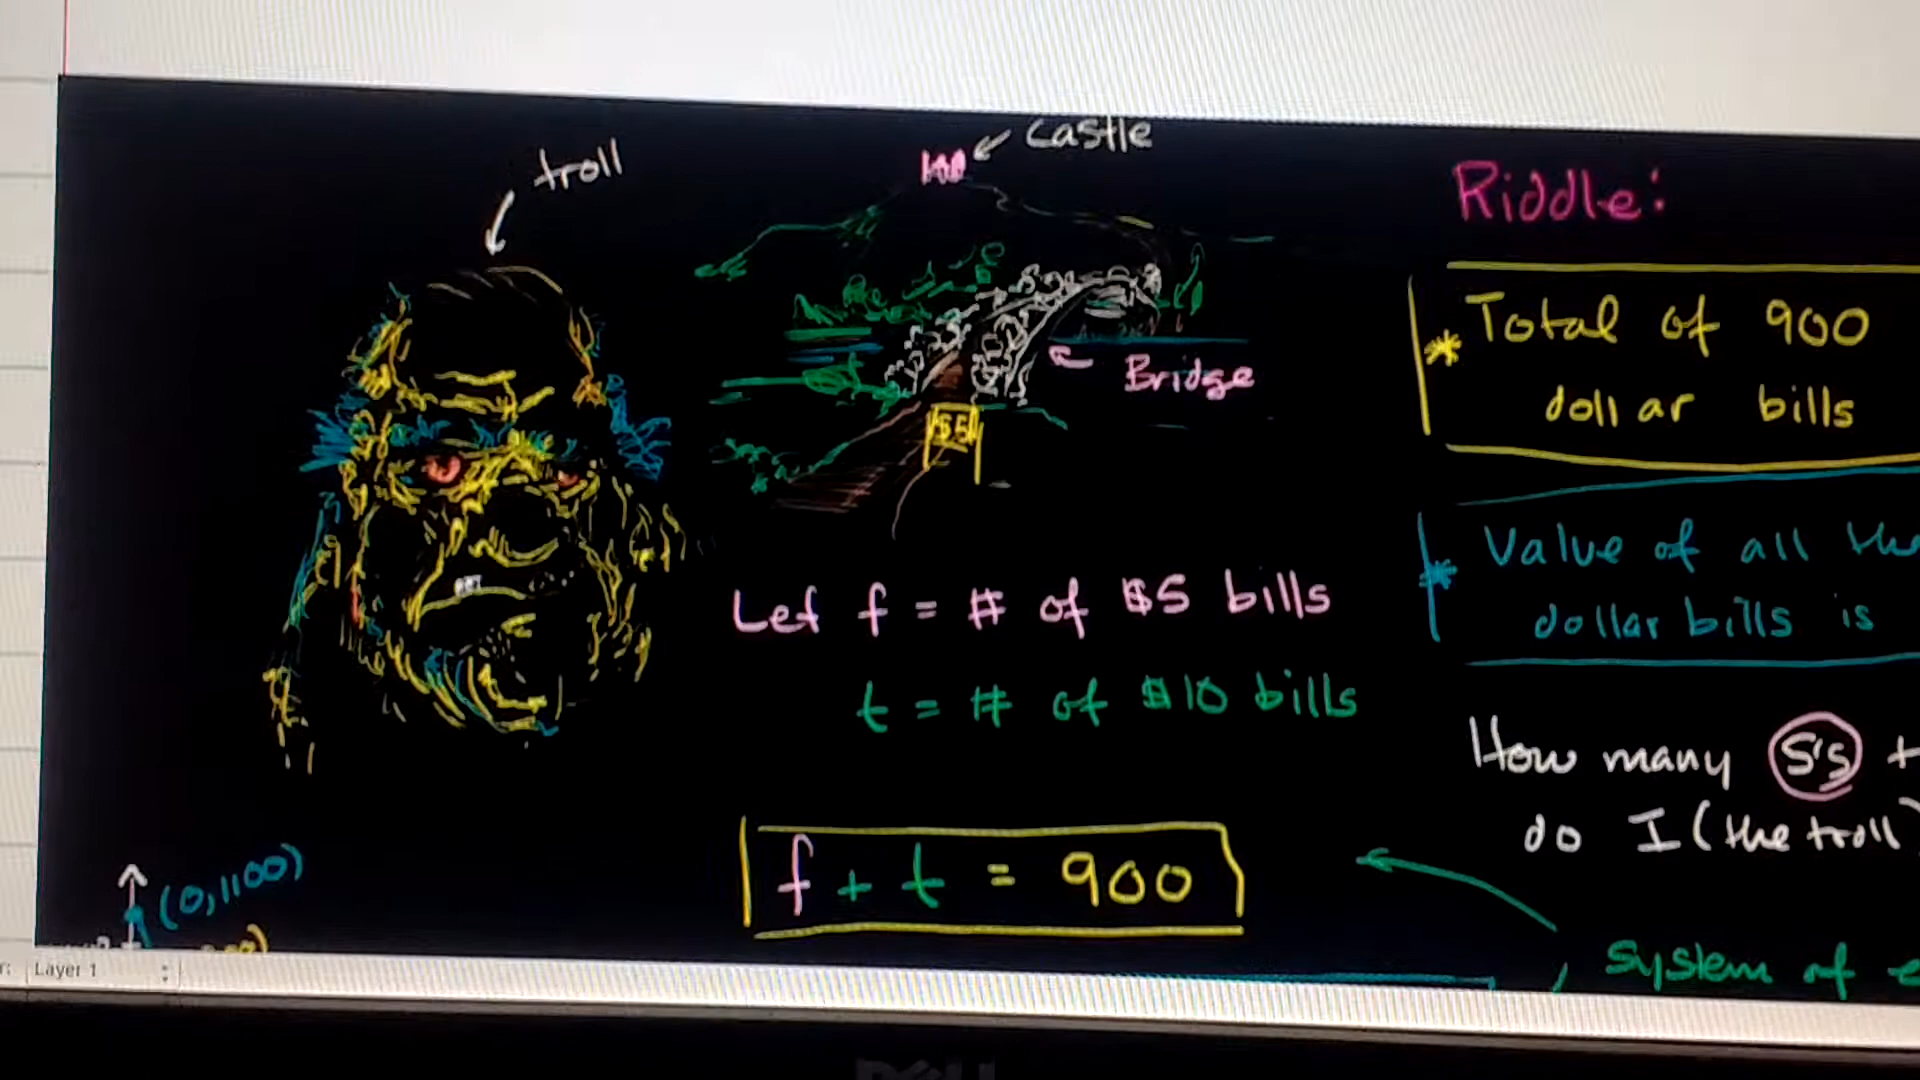 troll
castle
$5
Bridge
Let f = # of $5 bills
t = # of $10 bills
f + t = 900
(0,1100)
Riddle:
* Total of 900
dollar bills
* Value of all the
dollar bills is
How many 5's +
do I (the troll)
System of e
Layer 1
DELL